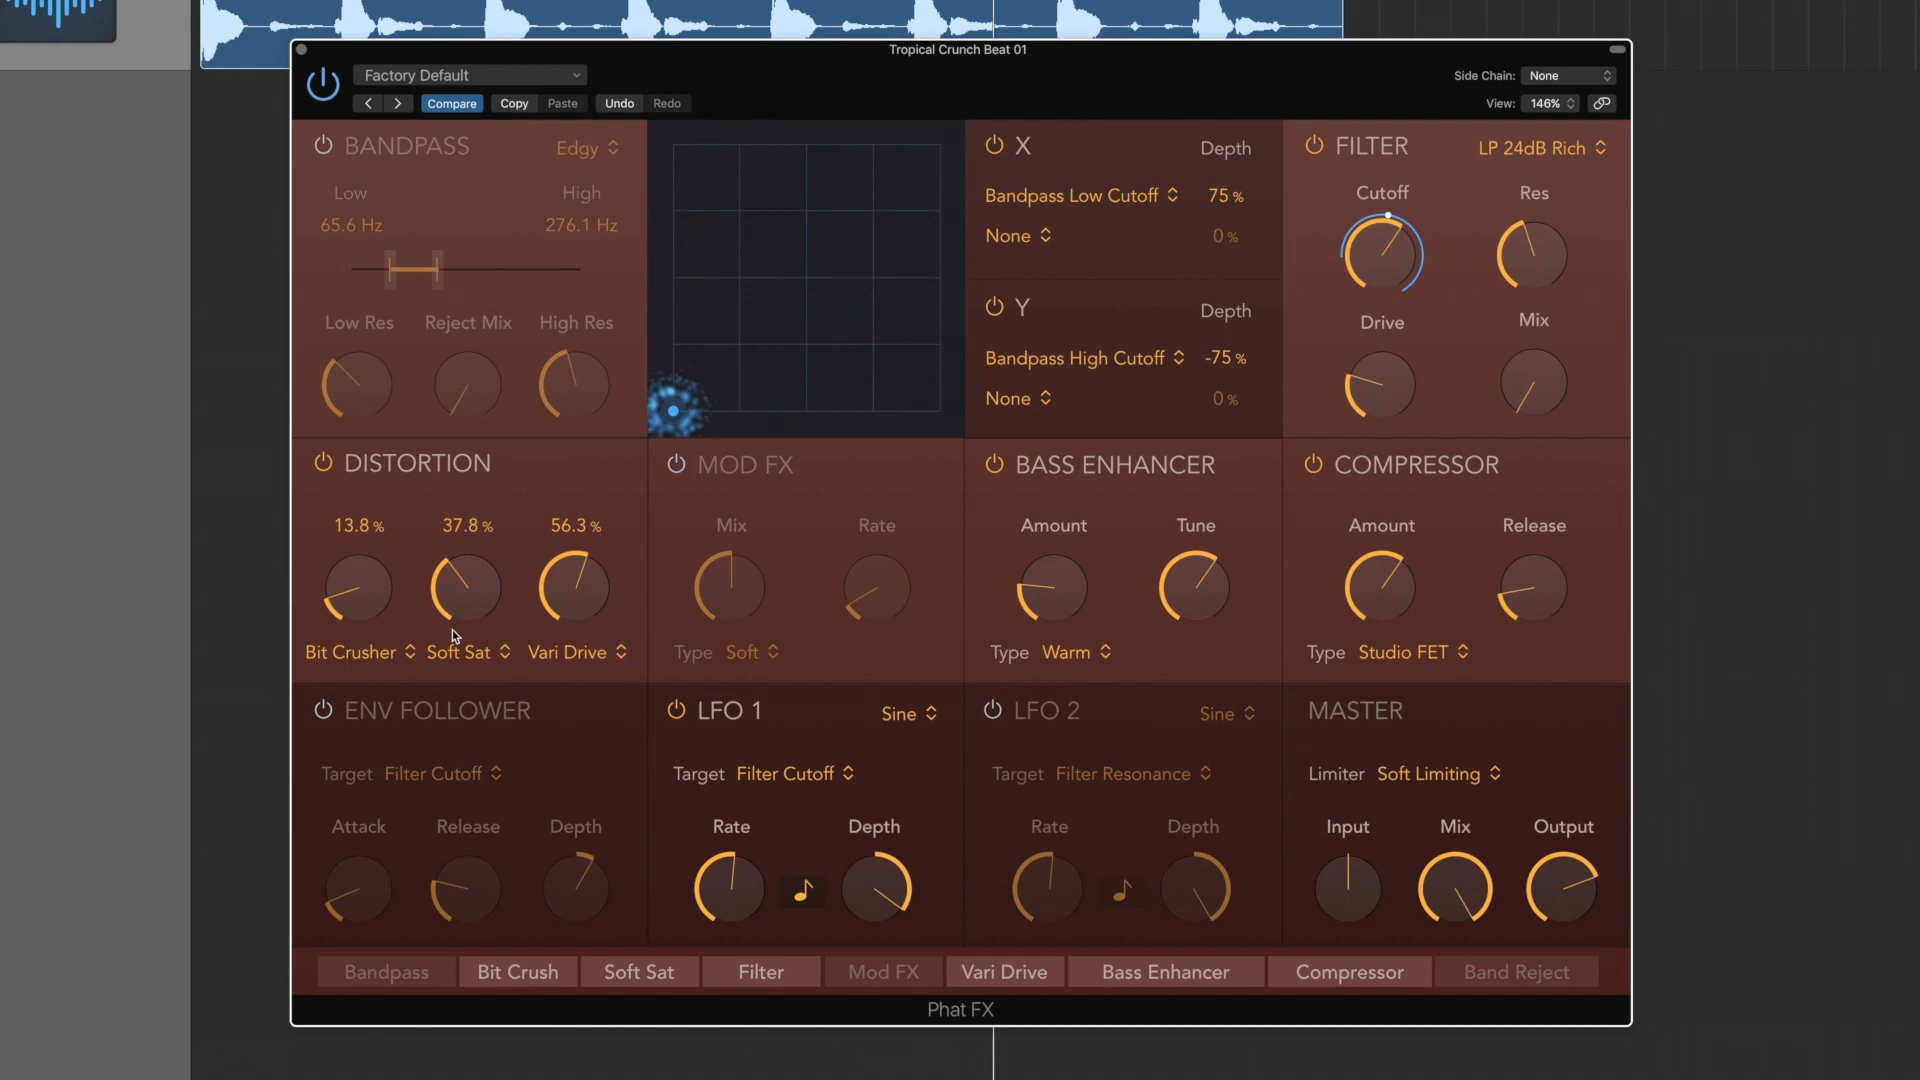 Tropical Crunch Beat 01
Factory Default
Side Chain: None
Compare Copy Paste Undo Redo
View: 146%
BANDPASS Edgy
Low High
65.6 Hz 276.1 Hz
Low Res Reject Mix High Res
X Depth
Bandpass Low Cutoff 75 %
None 0 %
Y Depth
Bandpass High Cutoff -75 %
None 0 %
FILTER LP 24dB Rich
Cutoff Res
Drive Mix
DISTORTION
13.8 % 37.8 % 56.3 %
Bit Crusher Soft Sat Vari Drive
MOD FX
Mix Rate
Type Soft
BASS ENHANCER
Amount Tune
Type Warm
COMPRESSOR
Amount Release
Type Studio FET
ENV FOLLOWER
Target Filter Cutoff
Attack Release Depth
LFO 1 Sine
Target Filter Cutoff
Rate Depth
LFO 2 Sine
Target Filter Resonance
Rate Depth
MASTER
Limiter Soft Limiting
Input Mix Output
Bandpass Bit Crush Soft Sat Filter Mod FX Vari Drive Bass Enhancer Compressor Band Reject
Phat FX